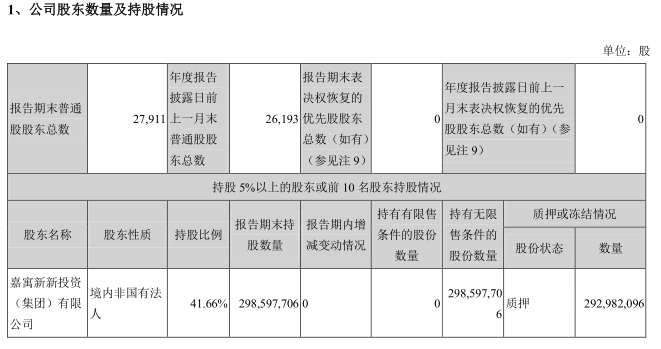 1、公司股东数量及持股情况
单位：股
报告期末普通
股股东总数
27,911
年度报告
披露日前
上一月末
普通股股
东总数
26,193
报告期末表
决权恢复的
优先股股东
总数（如有）
（参见注 9）
0
年度报告披露日前上一
月末表决权恢复的优先
股股东总数（如有）（参
见注 9）
0
持股 5%以上的股东或前 10 名股东持股情况
股东名称
股东性质
持股比例
报告期末持
股数量
报告期内增
减变动情况
持有有限售
条件的股份
数量
持有无限
售条件的
股份数量
质押或冻结情况
股份状态
数量
嘉寓新新投资
（集团）有限
公司
境内非国有法
人
41.66%
298,597,706
0
0
298,597,70
6
质押
292,982,096